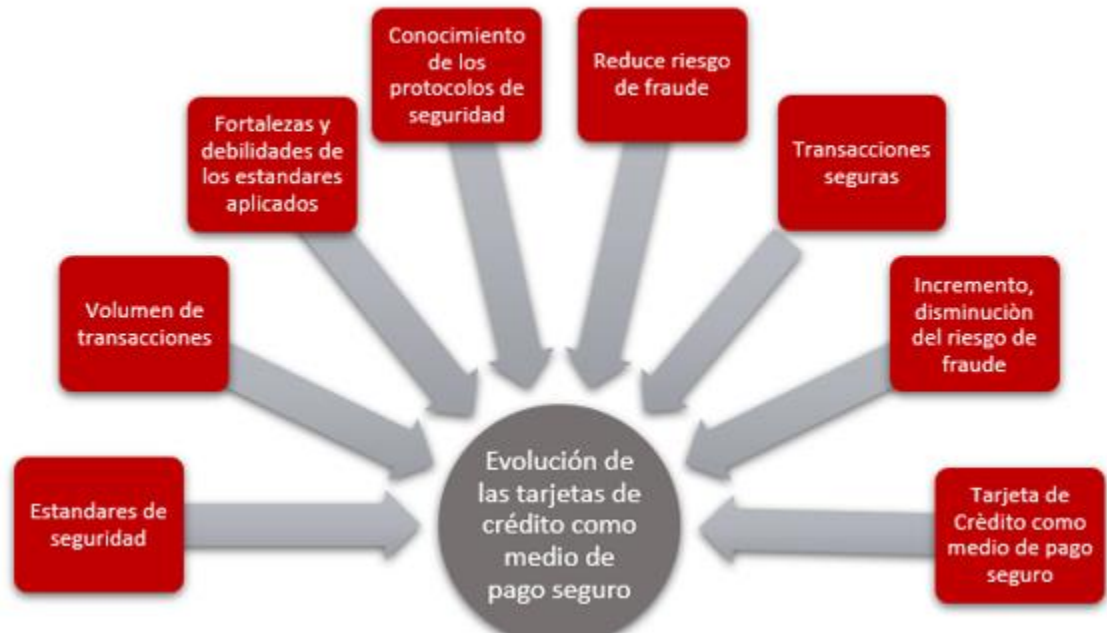 Conocimiento
de los
protocolos de
seguridad
Reduce riesgo
de fraude
Fortalezas y
debilidades de
los estandares
aplicados
Transacciones
seguras
Volumen de
transacciones
Incremento,
disminuciòn
del riesgo de
fraude
Estandares de
seguridad
Evolución de
las tarjetas de
crédito como
medio de
pago seguro
Tarjeta de
Crèdito como
medio de pago
seguro